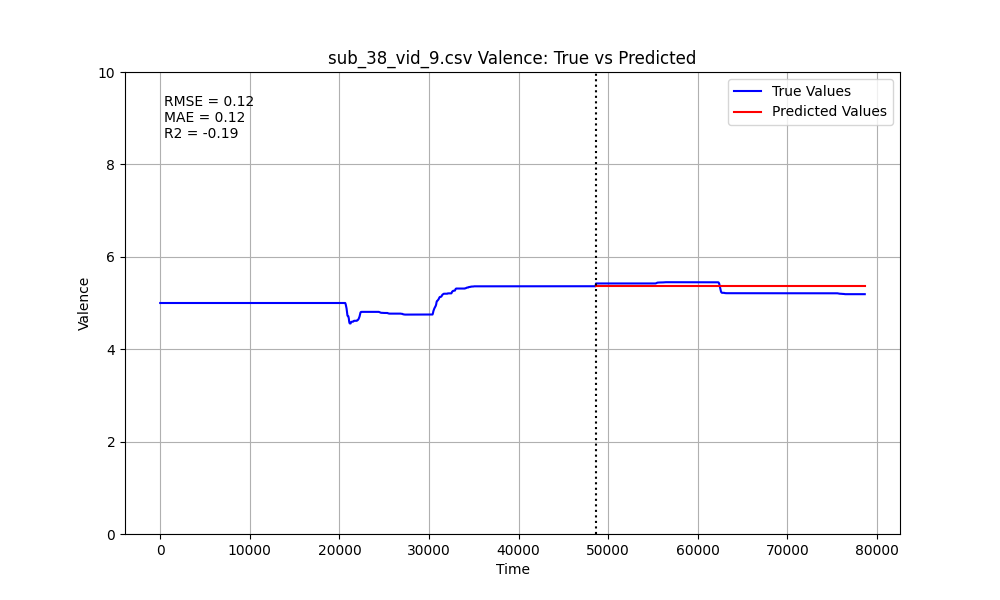 sub_38_vid_9.csv Valence: True vs Predicted
RMSE = 0.12
MAE = 0.12
R2 = -0.19
True Values
Predicted Values
Valence
10
8
6
4
2
0
0 10000 20000 30000 40000 50000 60000 70000 80000
Time